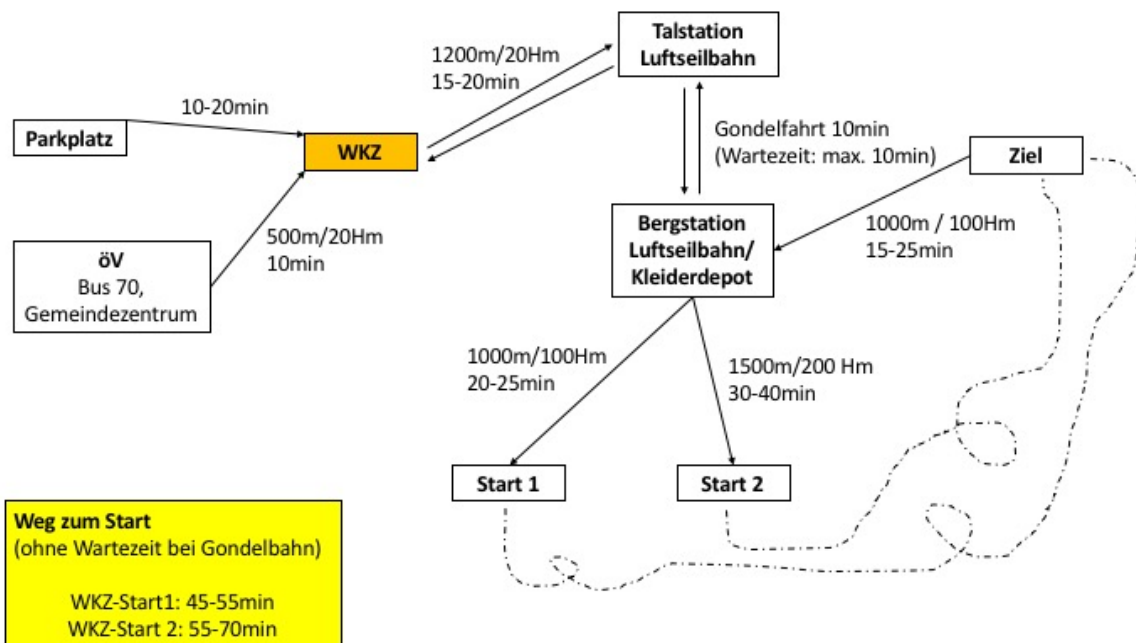 Talstation
Luftseilbahn
1200m/20Hm
15-20min
10-20min
Parkplatz
WKZ
Gondelfahrt 10min
(Wartezeit: max. 10min)
Ziel
500m/20Hm
10min
öV
Bus 70,
Gemeindezentrum
Bergstation
Luftseilbahn/
Kleiderdepot
1000m / 100Hm
15-25min
1000m/100Hm
20-25min
1500m/200 Hm
30-40min
Start 1
Start 2
Weg zum Start
(ohne Wartezeit bei Gondelbahn)
WKZ-Start1: 45-55min
WKZ-Start 2: 55-70min